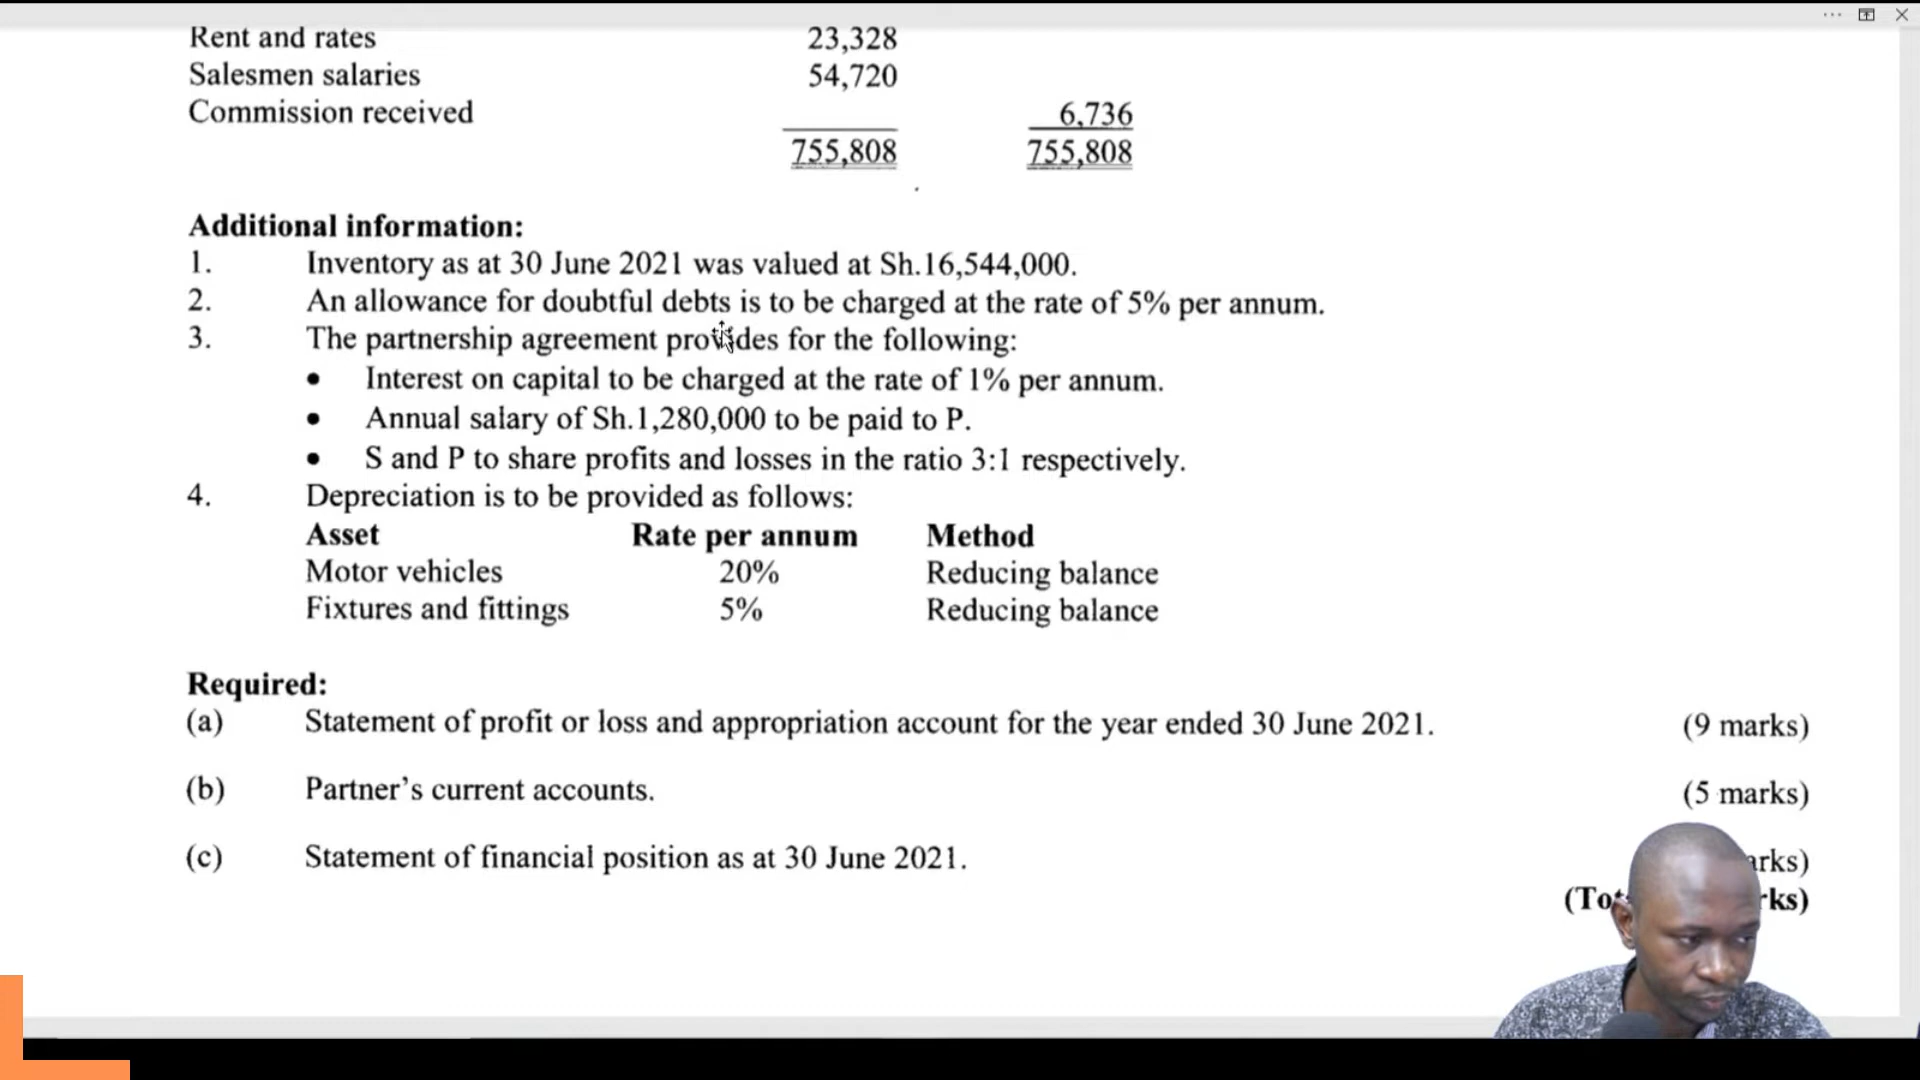 Rent and rates 23,328
Salesmen salaries 54,720
Commission received 6,736
755,808 755,808
Additional information:
1. Inventory as at 30 June 2021 was valued at Sh.16,544,000.
2. An allowance for doubtful debts is to be charged at the rate of 5% per annum.
3. The partnership agreement provides for the following:
• Interest on capital to be charged at the rate of 1% per annum.
• Annual salary of Sh.1,280,000 to be paid to P.
• S and P to share profits and losses in the ratio 3:1 respectively.
4. Depreciation is to be provided as follows:
Asset Rate per annum Method
Motor vehicles 20% Reducing balance
Fixtures and fittings 5% Reducing balance
Required:
(a) Statement of profit or loss and appropriation account for the year ended 30 June 2021. (9 marks)
(b) Partner's current accounts. (5 marks)
(c) Statement of financial position as at 30 June 2021.